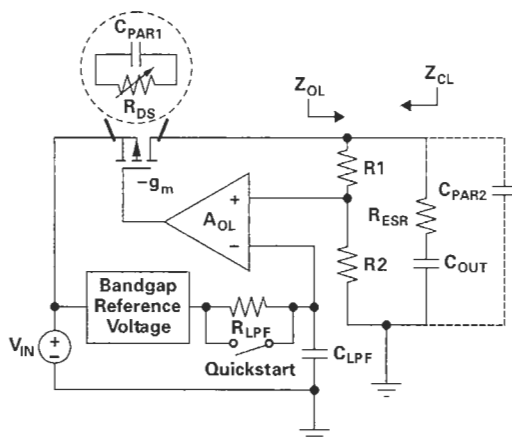 C_PAR1
R_DS
Z_OL
Z_CL
-g_m
R1
C_PAR2
+
A_OL
R_ESR
−
R2
C_OUT
Bandgap
Reference
Voltage
R_LPF
V_IN
+
−
Quickstart
C_LPF